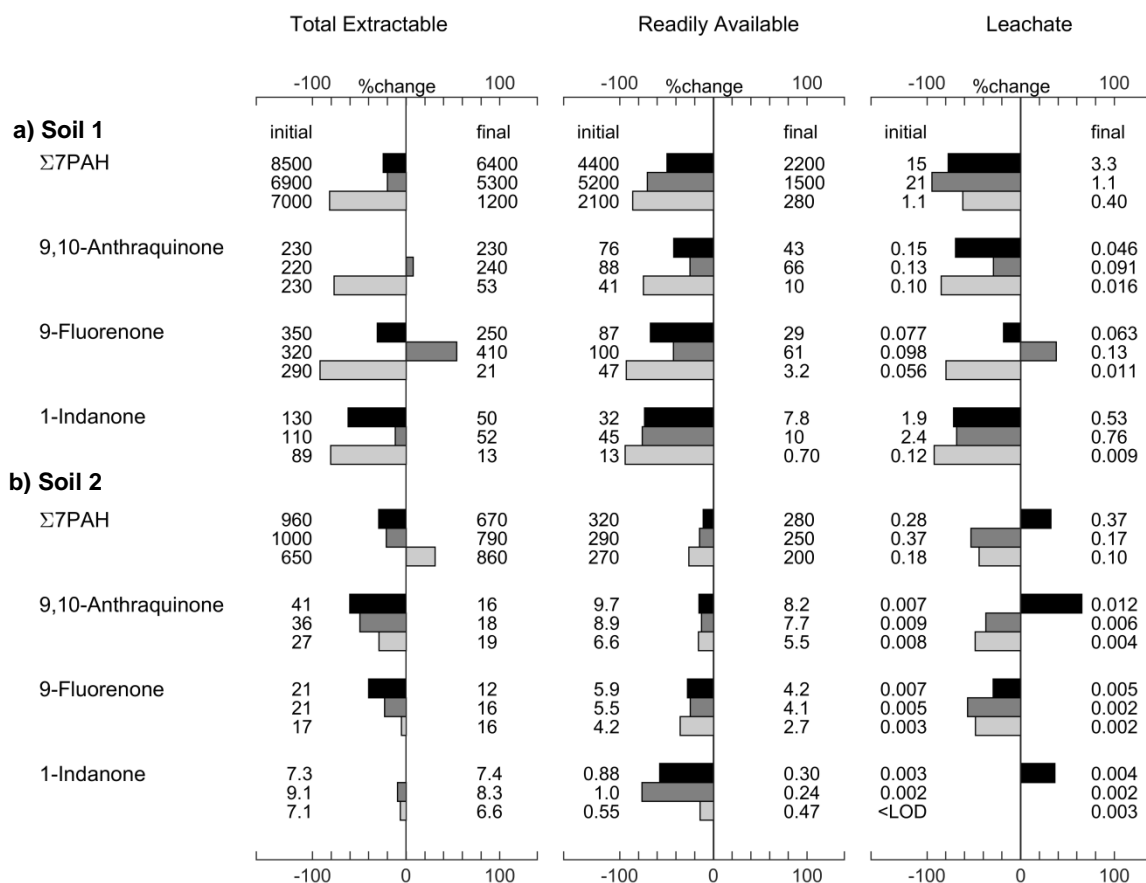 Total Extractable Readily Available Leachate
-100 100 -100 100 -100 100
%change %change %change
a) Soil 1 initial final initial final initial final
Σ7PAH 8500 6400 4400 2200 15 3.3
6900 5300 5200 1500 21 1.1
7000 1200 2100 280 1.1 0.40
9,10-Anthraquinone 230 230 76 43 0.15 0.046
220 240 88 66 0.13 0.091
230 53 41 10 0.10 0.016
9-Fluorenone 350 250 87 29 0.077 0.063
320 410 100 61 0.098 0.13
290 21 47 3.2 0.056 0.011
1-Indanone 130 50 32 7.8 1.9 0.53
110 52 45 10 2.4 0.76
89 13 13 0.70 0.12 0.009
b) Soil 2
Σ7PAH 960 670 320 280 0.28 0.37
1000 790 290 250 0.37 0.17
650 860 270 200 0.18 0.10
9,10-Anthraquinone 41 16 9.7 8.2 0.007 0.012
36 18 8.9 7.7 0.009 0.006
27 19 6.6 5.5 0.008 0.004
9-Fluorenone 21 12 5.9 4.2 0.007 0.005
21 16 5.5 4.1 0.005 0.002
17 16 4.2 2.7 0.003 0.002
1-Indanone 7.3 7.4 0.88 0.30 0.003 0.004
9.1 8.3 1.0 0.24 0.002 0.002
7.1 6.6 0.55 0.47 <LOD 0.003
-100 0 100 -100 0 100 -100 0 100